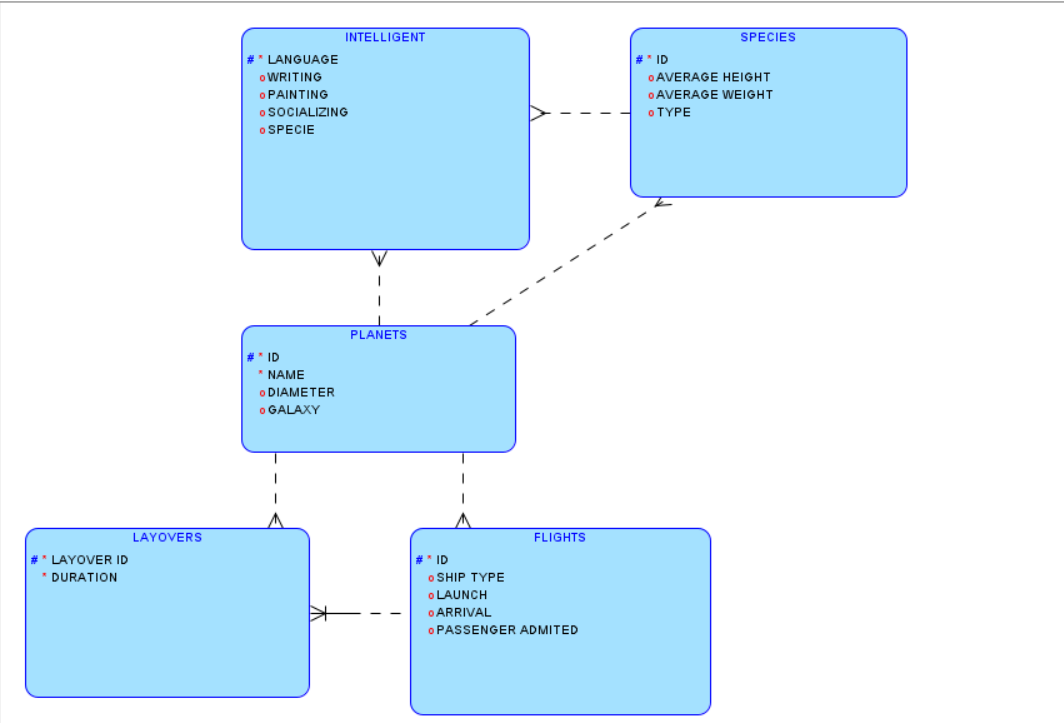 INTELLIGENT
# * LANGUAGE
o WRITING
o PAINTING
o SOCIALIZING
o SPECIE
SPECIES
# * ID
o AVERAGE HEIGHT
o AVERAGE WEIGHT
o TYPE
PLANETS
# * ID
* NAME
o DIAMETER
o GALAXY
LAYOVERS
# * LAYOVER ID
* DURATION
FLIGHTS
# * ID
o SHIP TYPE
o LAUNCH
o ARRIVAL
o PASSENGER ADMITED